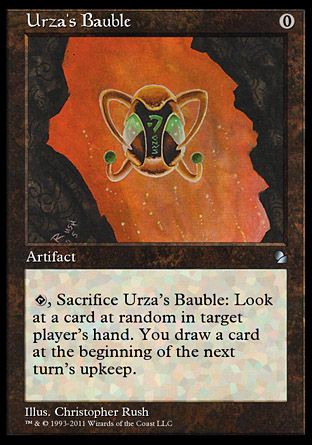 Urza's Bauble 0
Artifact
, Sacrifice Urza's Bauble: Look
at a card at random in target
player's hand. You draw a card
at the beginning of the next
turn's upkeep.
Illus. Christopher Rush
™ & © 1993-2011 Wizards of the Coast LLC